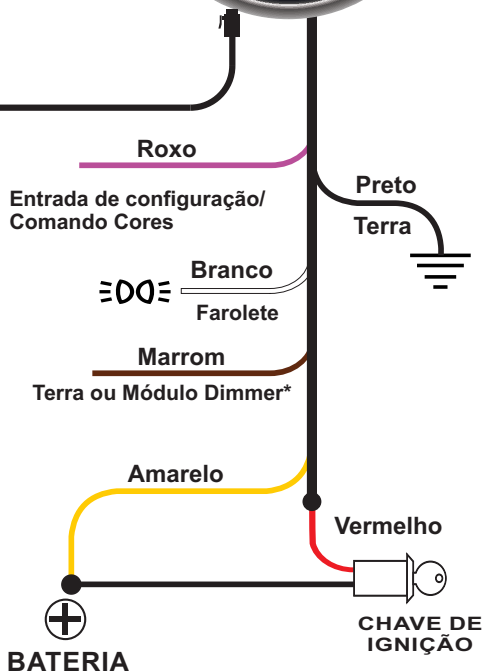 Roxo
Entrada de configuração/
Comando Cores
Preto
Terra
Branco
Farolete
Marrom
Terra ou Módulo Dimmer*
Amarelo
Vermelho
CHAVE DE
IGNIÇÃO
BATERIA